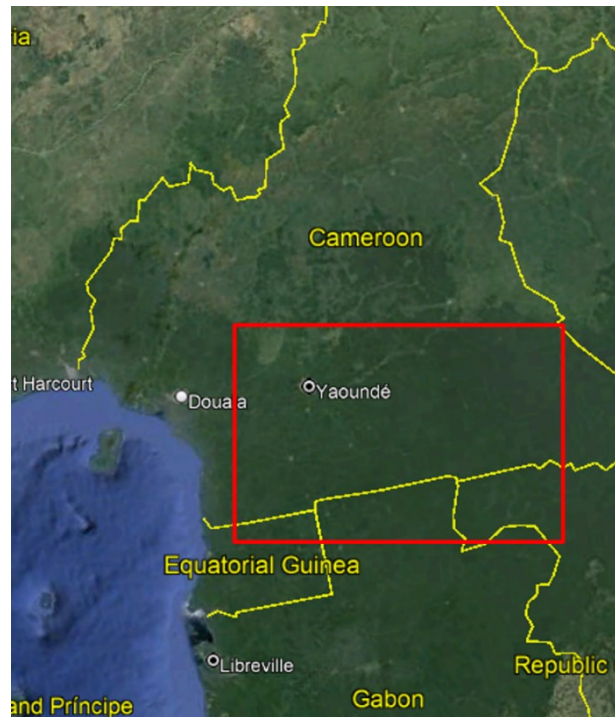 ia
Cameroon
t Harcourt
Douala
Yaoundé
Equatorial Guinea
Libreville
Republic
and Príncipe
Gabon